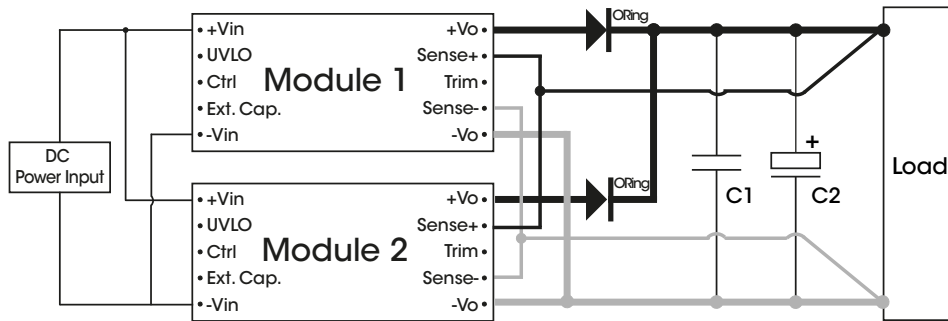 +Vin
UVLO
Ctrl
Ext. Cap.
-Vin
Module 1
+Vo
Sense+
Trim
Sense-
-Vo
ORing
DC
Power Input
+Vin
UVLO
Ctrl
Ext. Cap.
-Vin
Module 2
+Vo
Sense+
Trim
Sense-
-Vo
ORing
C1
+
C2
Load